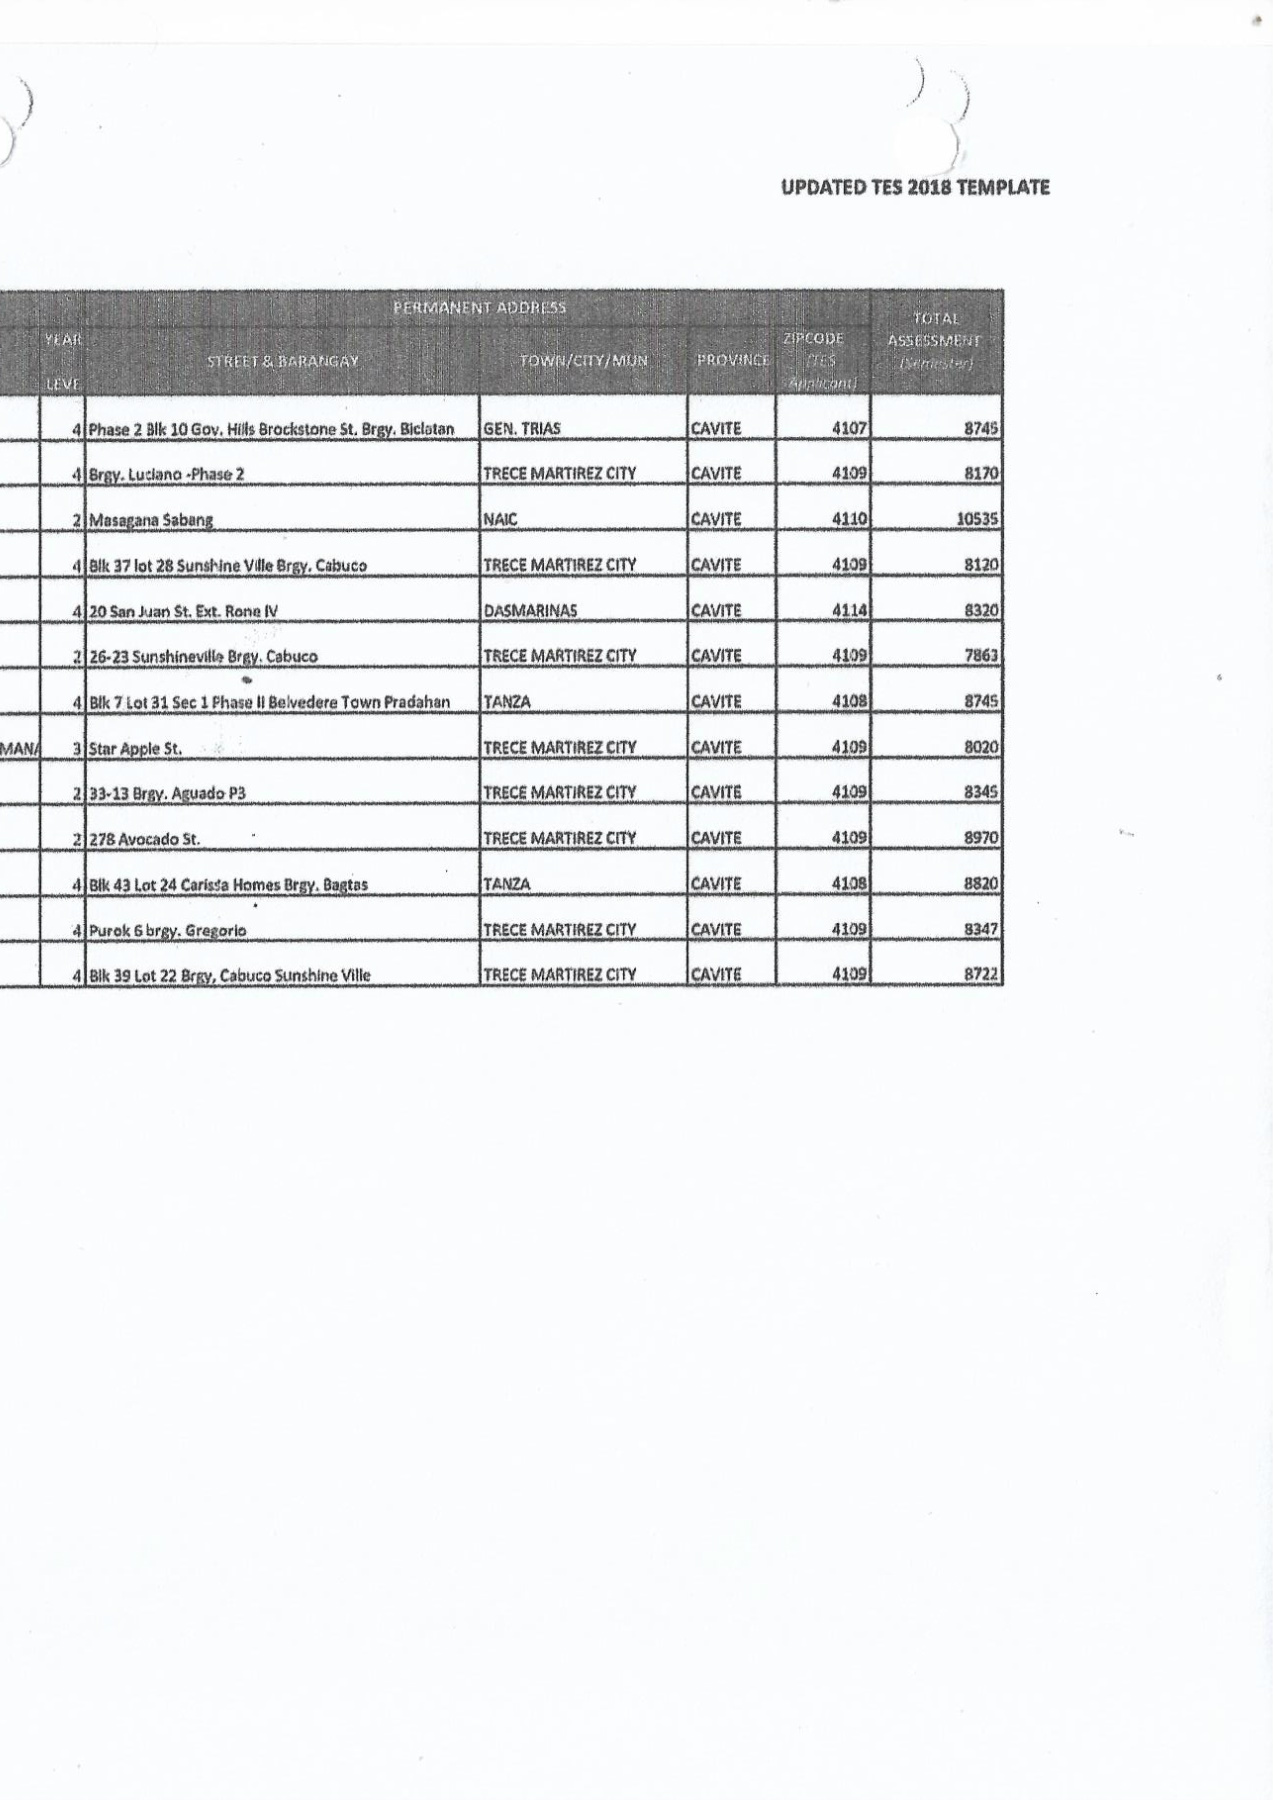 UPDATED TES 2018 TEMPLATE
PERMANENT ADDRESS
YEAR LEVE STREET & BARANGAY TOWN/CITY/MUN PROVINCE ZIPCODE (TES Applicant) TOTAL ASSESSMENT (Semester)
4 Phase 2 Blk 10 Gov. Hills Brockstone St. Brgy. Biclatan GEN. TRIAS CAVITE 4107 8745
4 Brgy. Luciano -Phase 2 TRECE MARTIREZ CITY CAVITE 4109 8170
2 Masagana Sabang NAIC CAVITE 4110 10535
4 Blk 37 lot 28 Sunshine Ville Brgy. Cabuco TRECE MARTIREZ CITY CAVITE 4109 8120
4 20 San Juan St. Ext. Rone IV DASMARINAS CAVITE 4114 8320
2 26-23 Sunshineville Brgy. Cabuco TRECE MARTIREZ CITY CAVITE 4109 7863
4 Blk 7 Lot 31 Sec 1 Phase II Belvedere Town Pradahan TANZA CAVITE 4108 8745
MANA 3 Star Apple St. TRECE MARTIREZ CITY CAVITE 4109 8020
2 33-13 Brgy. Aguado P3 TRECE MARTIREZ CITY CAVITE 4109 8345
2 278 Avocado St. TRECE MARTIREZ CITY CAVITE 4109 8970
4 Blk 43 Lot 24 Carissa Homes Brgy. Bagtas TANZA CAVITE 4108 8820
4 Purok 6 brgy. Gregorio TRECE MARTIREZ CITY CAVITE 4109 8347
4 Blk 39 Lot 22 Brgy, Cabuco Sunshine Ville TRECE MARTIREZ CITY CAVITE 4109 8722